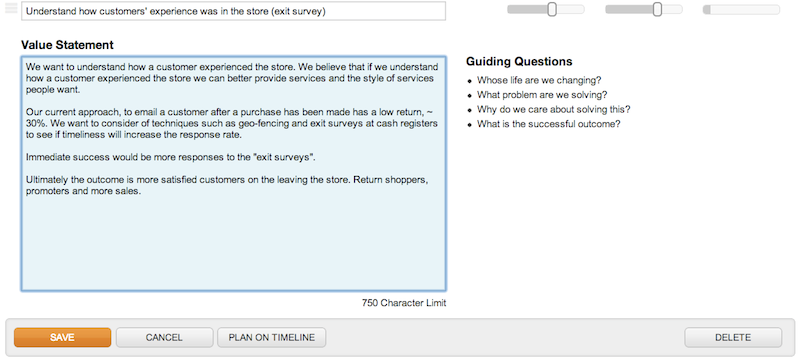 Understand how customers' experience was in the store (exit survey)
Value Statement
We want to understand how a customer experienced the store. We believe that if we understand
how a customer experienced the store we can better provide services and the style of services
people want.
Our current approach, to email a customer after a purchase has been made has a low return, ~
30%. We want to consider of techniques such as geo-fencing and exit surveys at cash registers
to see if timeliness will increase the response rate.
Immediate success would be more responses to the "exit surveys".
Ultimately the outcome is more satisfied customers on the leaving the store. Return shoppers,
promoters and more sales.
750 Character Limit
Guiding Questions
Whose life are we changing?
What problem are we solving?
Why do we care about solving this?
What is the successful outcome?
SAVE
CANCEL
PLAN ON TIMELINE
DELETE